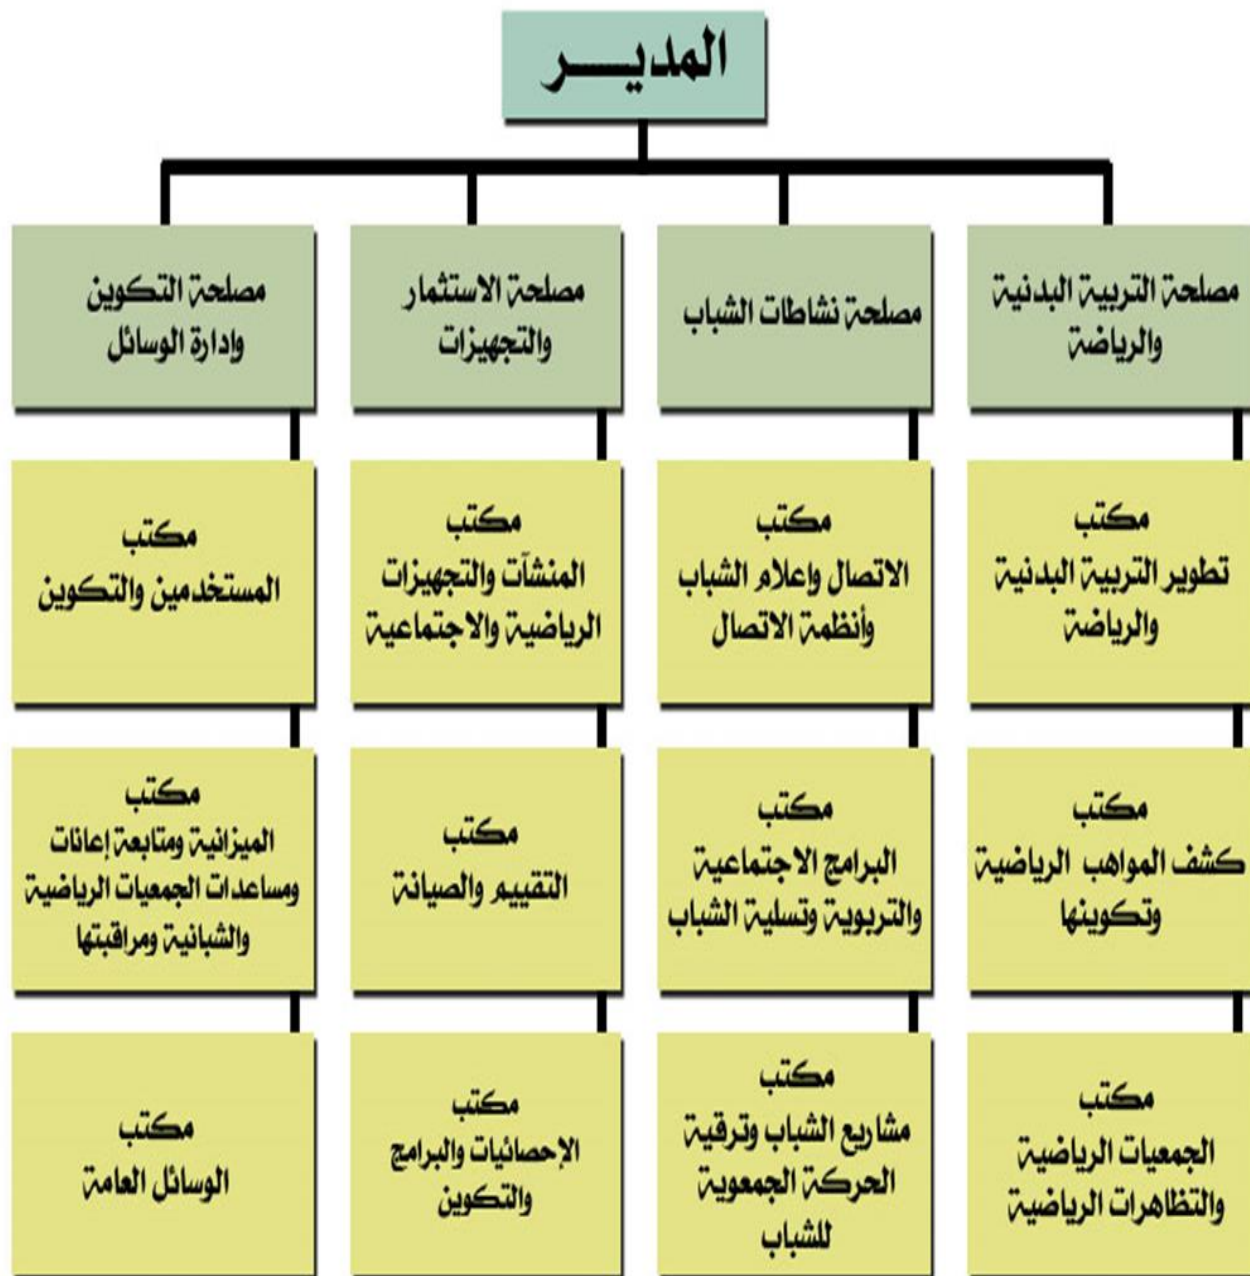 المديـــر
مصلحة التربية البدنية
والرياضة
مصلحة نشاطات الشباب
مصلحة الاستثمار
والتجهيزات
مصلحة التكوين
وإدارة الوسائل
مكتب
تطوير التربية البدنية
والرياضة
مكتب
الاتصال وإعلام الشباب
وأنظمة الاتصال
مكتب
المنشآت والتجهيزات
الرياضية والاجتماعية
مكتب
المستخدمين والتكوين
مكتب
كشف المواهب الرياضية
وتكوينها
مكتب
البرامج الاجتماعية
والتربوية وتسلية الشباب
مكتب
التقييم والصيانة
مكتب
الميزانية ومتابعة إعانات
ومساعدات الجمعيات الرياضية
والشبانية ومراقبتها
مكتب
الجمعيات الرياضية
والتظاهرات الرياضية
مكتب
مشاريع الشباب وترقية
الحركة الجمعوية
للشباب
مكتب
الإحصائيات والبرامج
والتكوين
مكتب
الوسائل العامة